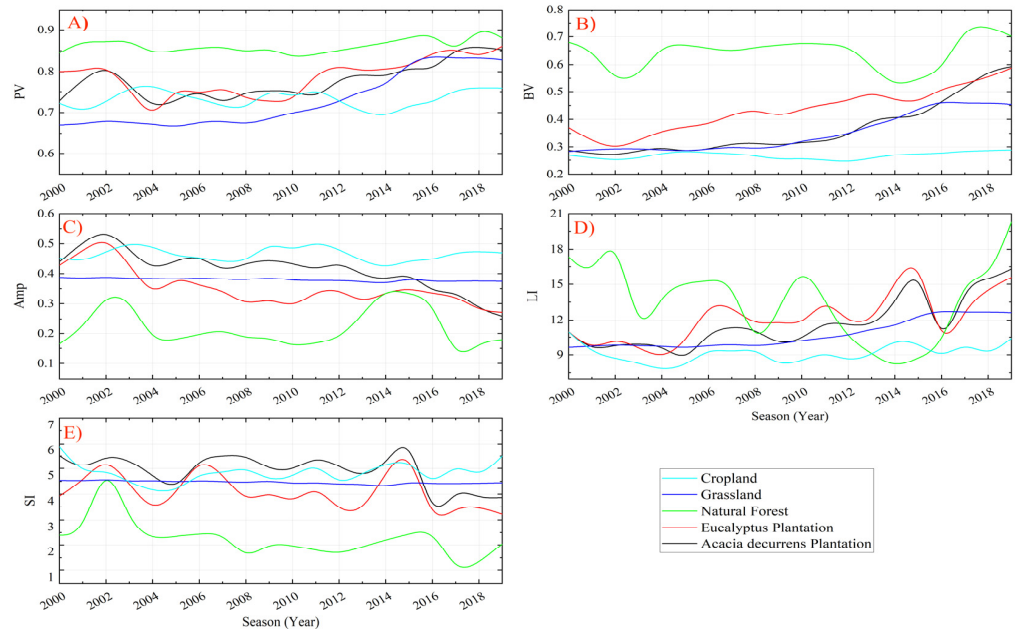 A)
PV
0.9
0.8
0.7
0.6
2000 2002 2004 2006 2008 2010 2012 2014 2016 2018
B)
BV
0.8
0.7
0.6
0.5
0.4
0.3
0.2
2000 2002 2004 2006 2008 2010 2012 2014 2016 2018
C)
Amp
0.6
0.5
0.4
0.3
0.2
0.1
2000 2002 2004 2006 2008 2010 2012 2014 2016 2018
D)
LI
21
18
15
12
9
2000 2002 2004 2006 2008 2010 2012 2014 2016 2018
Season (Year)
E)
SI
7
6
5
4
3
2
1
2000 2002 2004 2006 2008 2010 2012 2014 2016 2018
Season (Year)
Cropland
Grassland
Natural Forest
Eucalyptus Plantation
Acacia decurrens Plantation